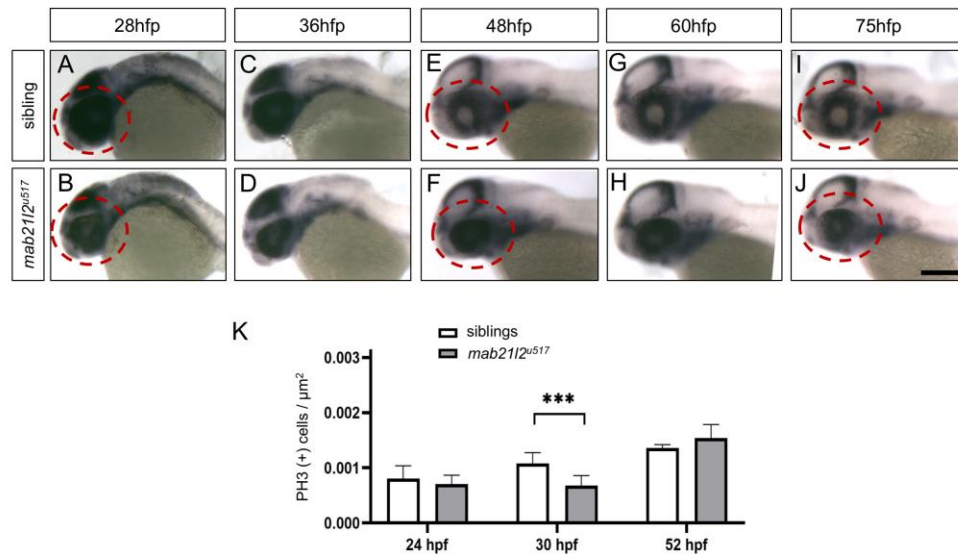 28hfp
36hfp
48hfp
60hfp
75hfp
sibling
A
C
E
G
I
mab21l2u517
B
D
F
H
J
K
siblings
mab21l2u517
PH3 (+) cells / µm2
0.003
0.002
0.001
0.000
***
24 hpf
30 hpf
52 hpf